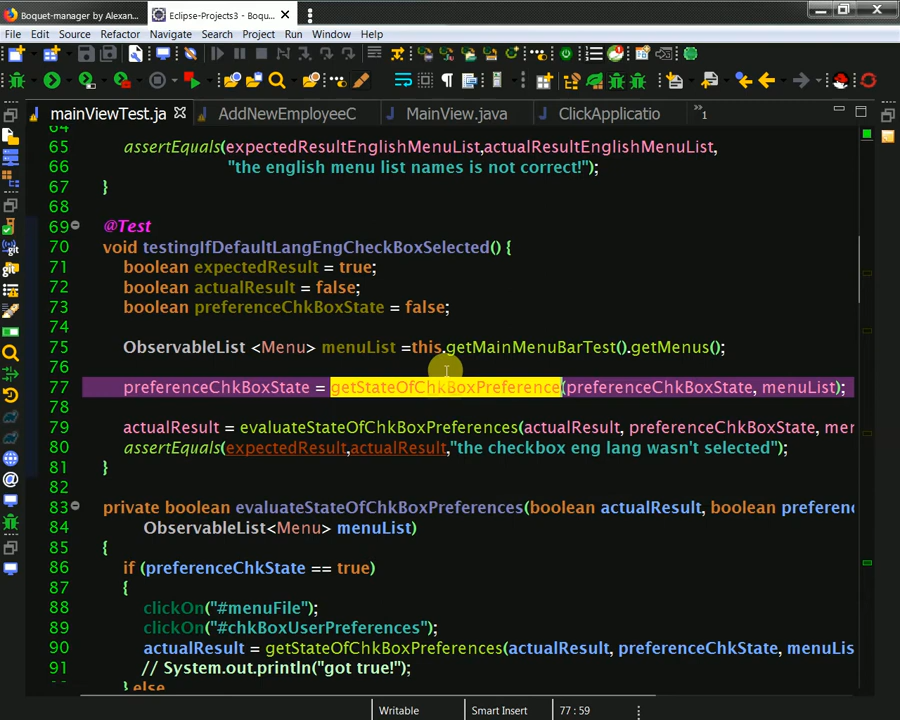 Boquet-manager by Alexan...
Eclipse-Projects3 - Boqu...
File Edit Source Refactor Navigate Search Project Run Window Help
mainViewTest.ja AddNewEmployeeC MainView.java ClickApplicatio »1
64
65 assertEquals(expectedResultEnglishMenuList,actualResultEnglishMenuList,
66 "the english menu list names is not correct!");
67 }
68
69 @Test
70 void testingIfDefaultLangEngCheckBoxSelected() {
71 boolean expectedResult = true;
72 boolean actualResult = false;
73 boolean preferenceChkBoxState = false;
74
75 ObservableList <Menu> menuList =this.getMainMenuBarTest().getMenus();
76
77 preferenceChkBoxState = getStateOfChkBoxPreference(preferenceChkBoxState, menuList);
78
79 actualResult = evaluateStateOfChkBoxPreferences(actualResult, preferenceChkBoxState, mer
80 assertEquals(expectedResult,actualResult,"the checkbox eng lang wasn't selected");
81 }
82
83 private boolean evaluateStateOfChkBoxPreferences(boolean actualResult, boolean preferenc
84 ObservableList<Menu> menuList)
85 {
86 if (preferenceChkState == true)
87 {
88 clickOn("#menuFile");
89 clickOn("#chkBoxUserPreferences");
90 actualResult = getStateOfChkBoxPreferences(actualResult, preferenceChkState, menuLis
91 // System.out.println("got true!");
} else
Writable Smart Insert 77 : 59